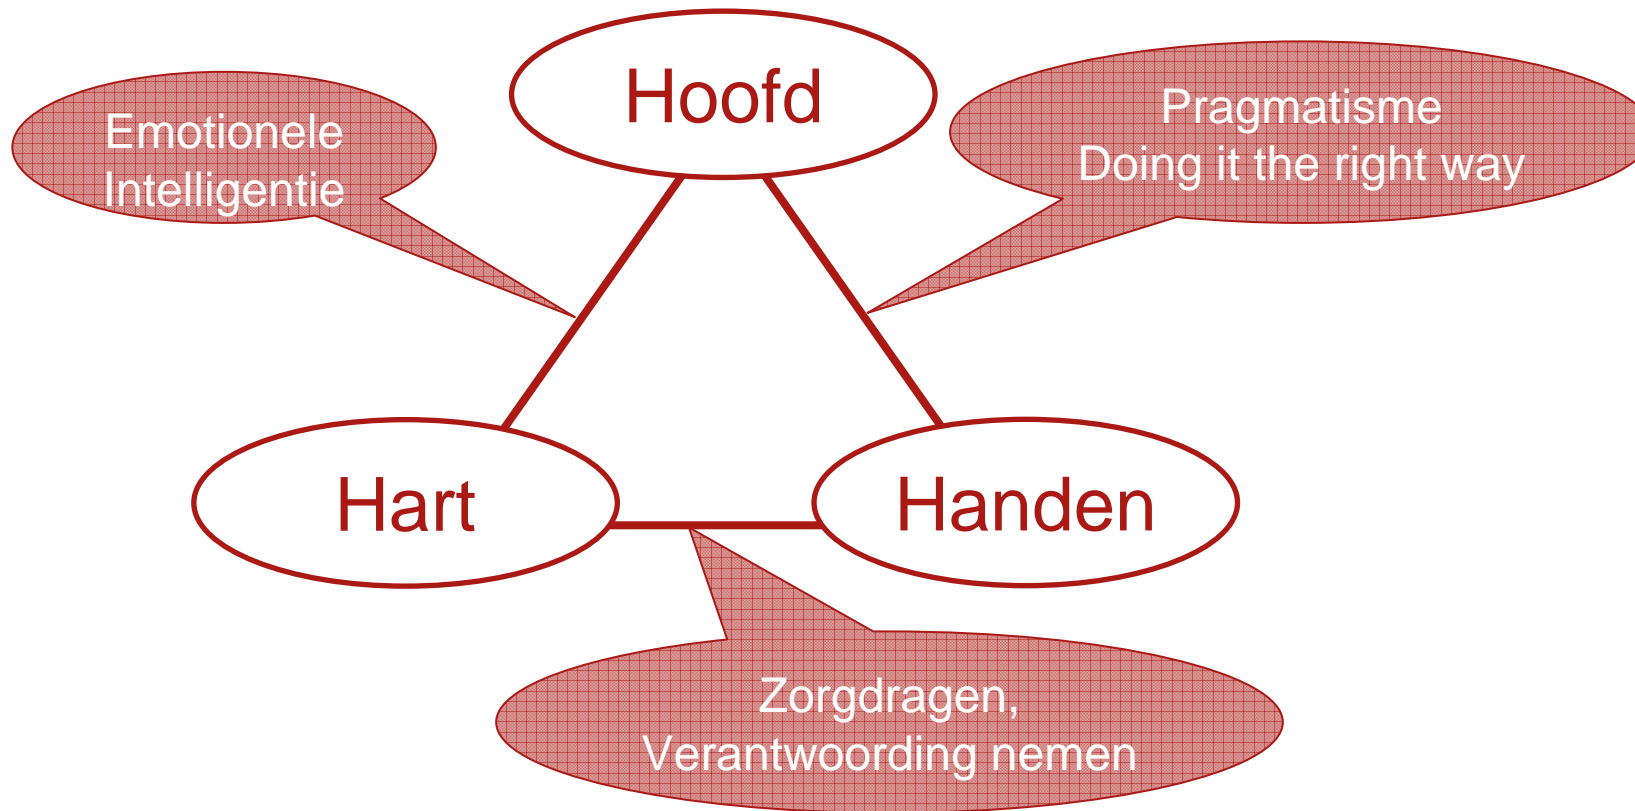 Hoofd
Emotionele
Intelligentie
Pragmatisme
Doing it the right way
Hart
Handen
Zorgdragen,
Verantwoording nemen